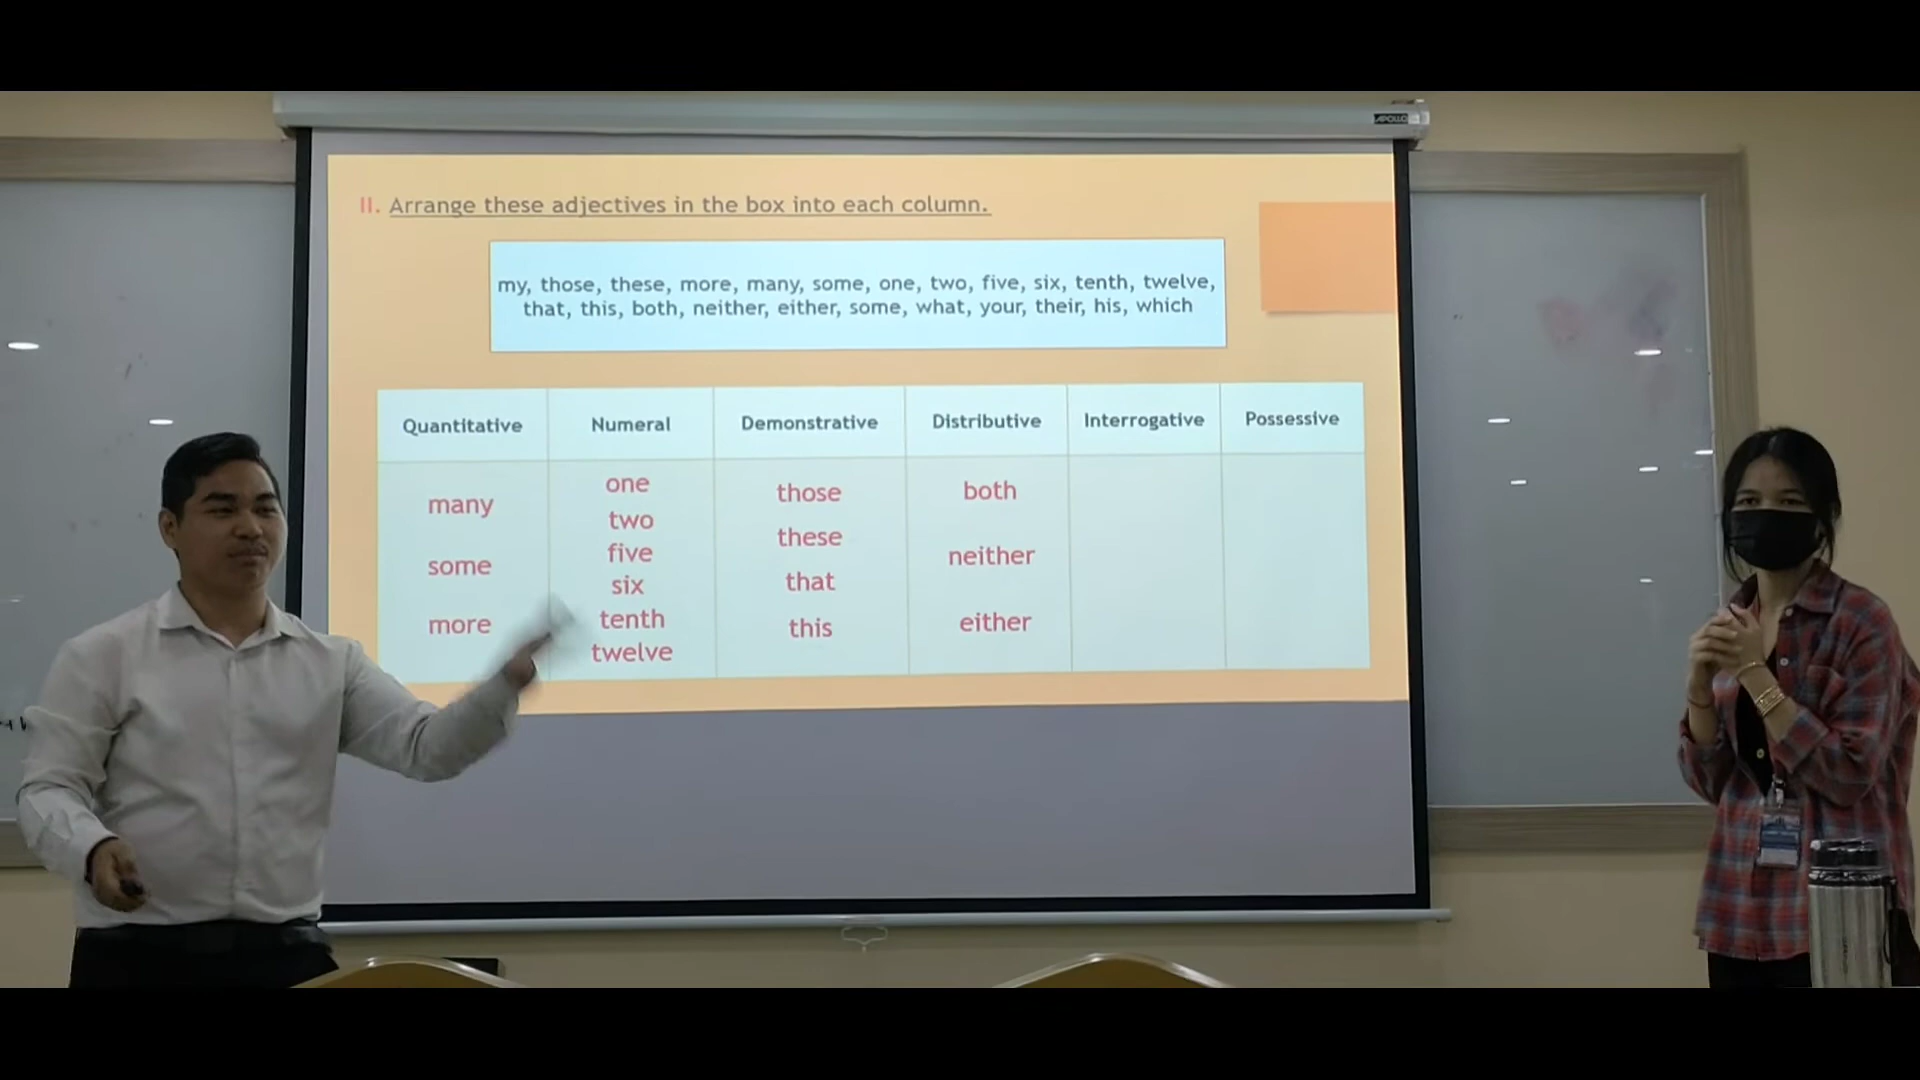 APOLLO
II. Arrange these adjectives in the box into each column.
my, those, these, more, many, some, one, two, five, six, tenth, twelve,
that, this, both, neither, either, some, what, your, their, his, which
Quantitative Numeral Demonstrative Distributive Interrogative Possessive
many
some
more
one
two
five
six
tenth
twelve
those
these
that
this
both
neither
either